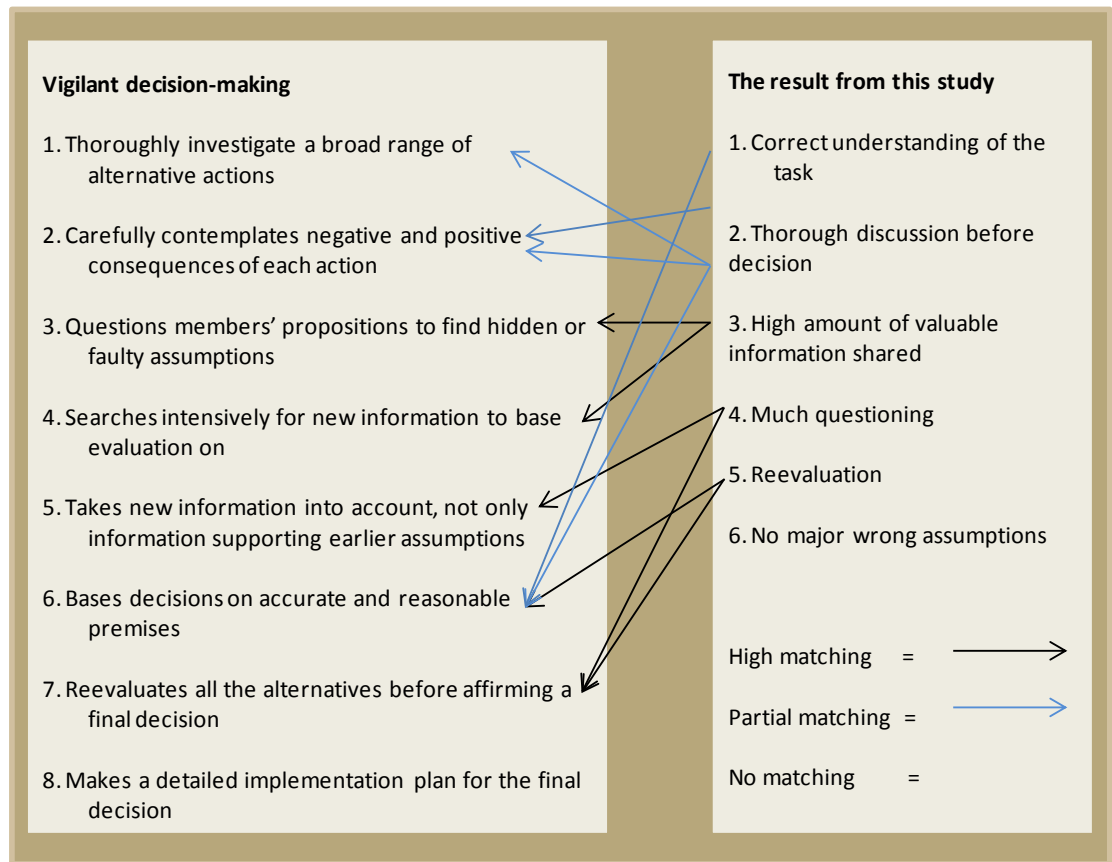 Vigilant decision-making
1. Thoroughly investigate a broad range of
alternative actions
2. Carefully contemplates negative and positive
consequences of each action
3. Questions members’ propositions to find hidden or
faulty assumptions
4. Searches intensively for new information to base
evaluation on
5. Takes new information into account, not only
information supporting earlier assumptions
6. Bases decisions on accurate and reasonable
premises
7. Reevaluates all the alternatives before affirming a
final decision
8. Makes a detailed implementation plan for the final
decision
The result from this study
1. Correct understanding of the
task
2. Thorough discussion before
decision
3. High amount of valuable
information shared
4. Much questioning
5. Reevaluation
6. No major wrong assumptions
High matching =
Partial matching =
No matching =